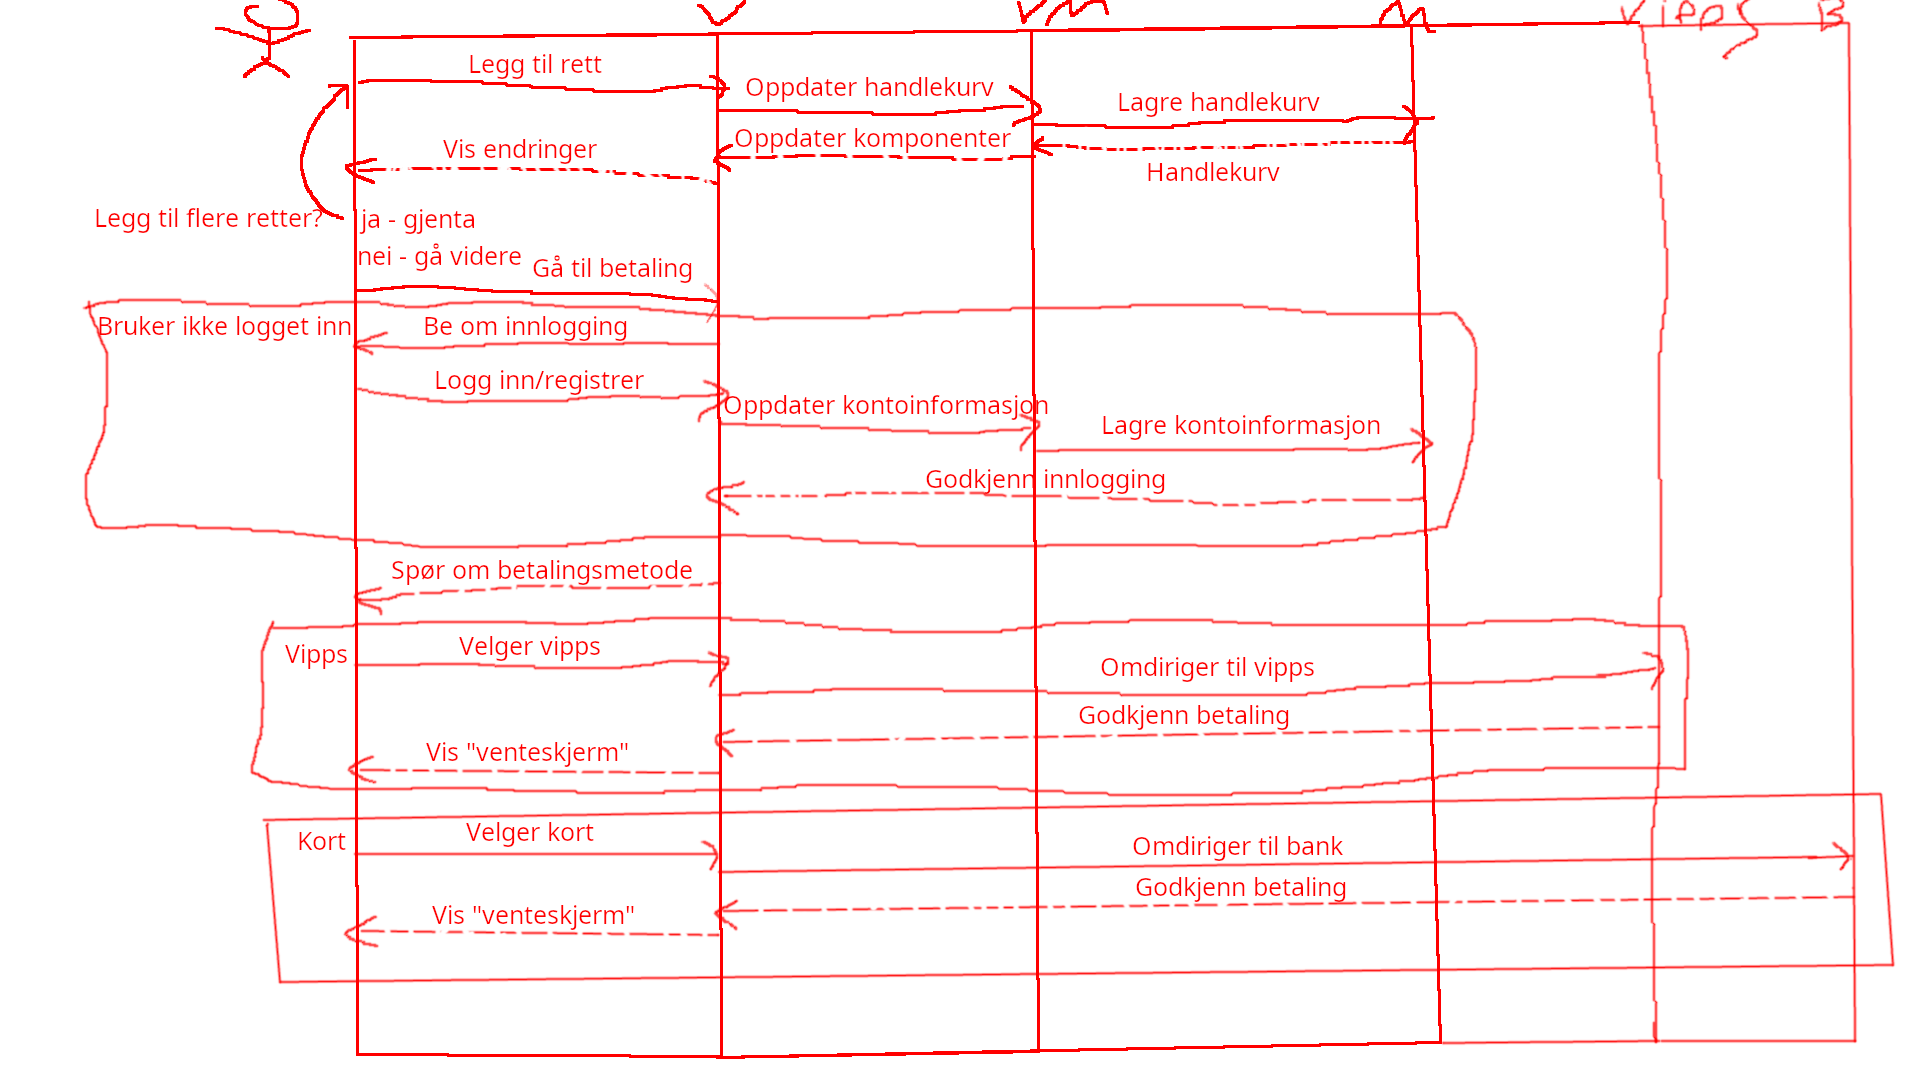 V VM M Vipps B
Legg til rett
Oppdater handlekurv
Lagre handlekurv
Oppdater komponenter
Vis endringer
Handlekurv
Legg til flere retter? ja - gjenta
nei - gå videre
Gå til betaling
Bruker ikke logget inn
Be om innlogging
Logg inn/registrer
Oppdater kontoinformasjon
Lagre kontoinformasjon
Godkjenn innlogging
Spør om betalingsmetode
Vipps
Velger vipps
Omdiriger til vipps
Godkjenn betaling
Vis "venteskjerm"
Kort
Velger kort
Omdiriger til bank
Godkjenn betaling
Vis "venteskjerm"